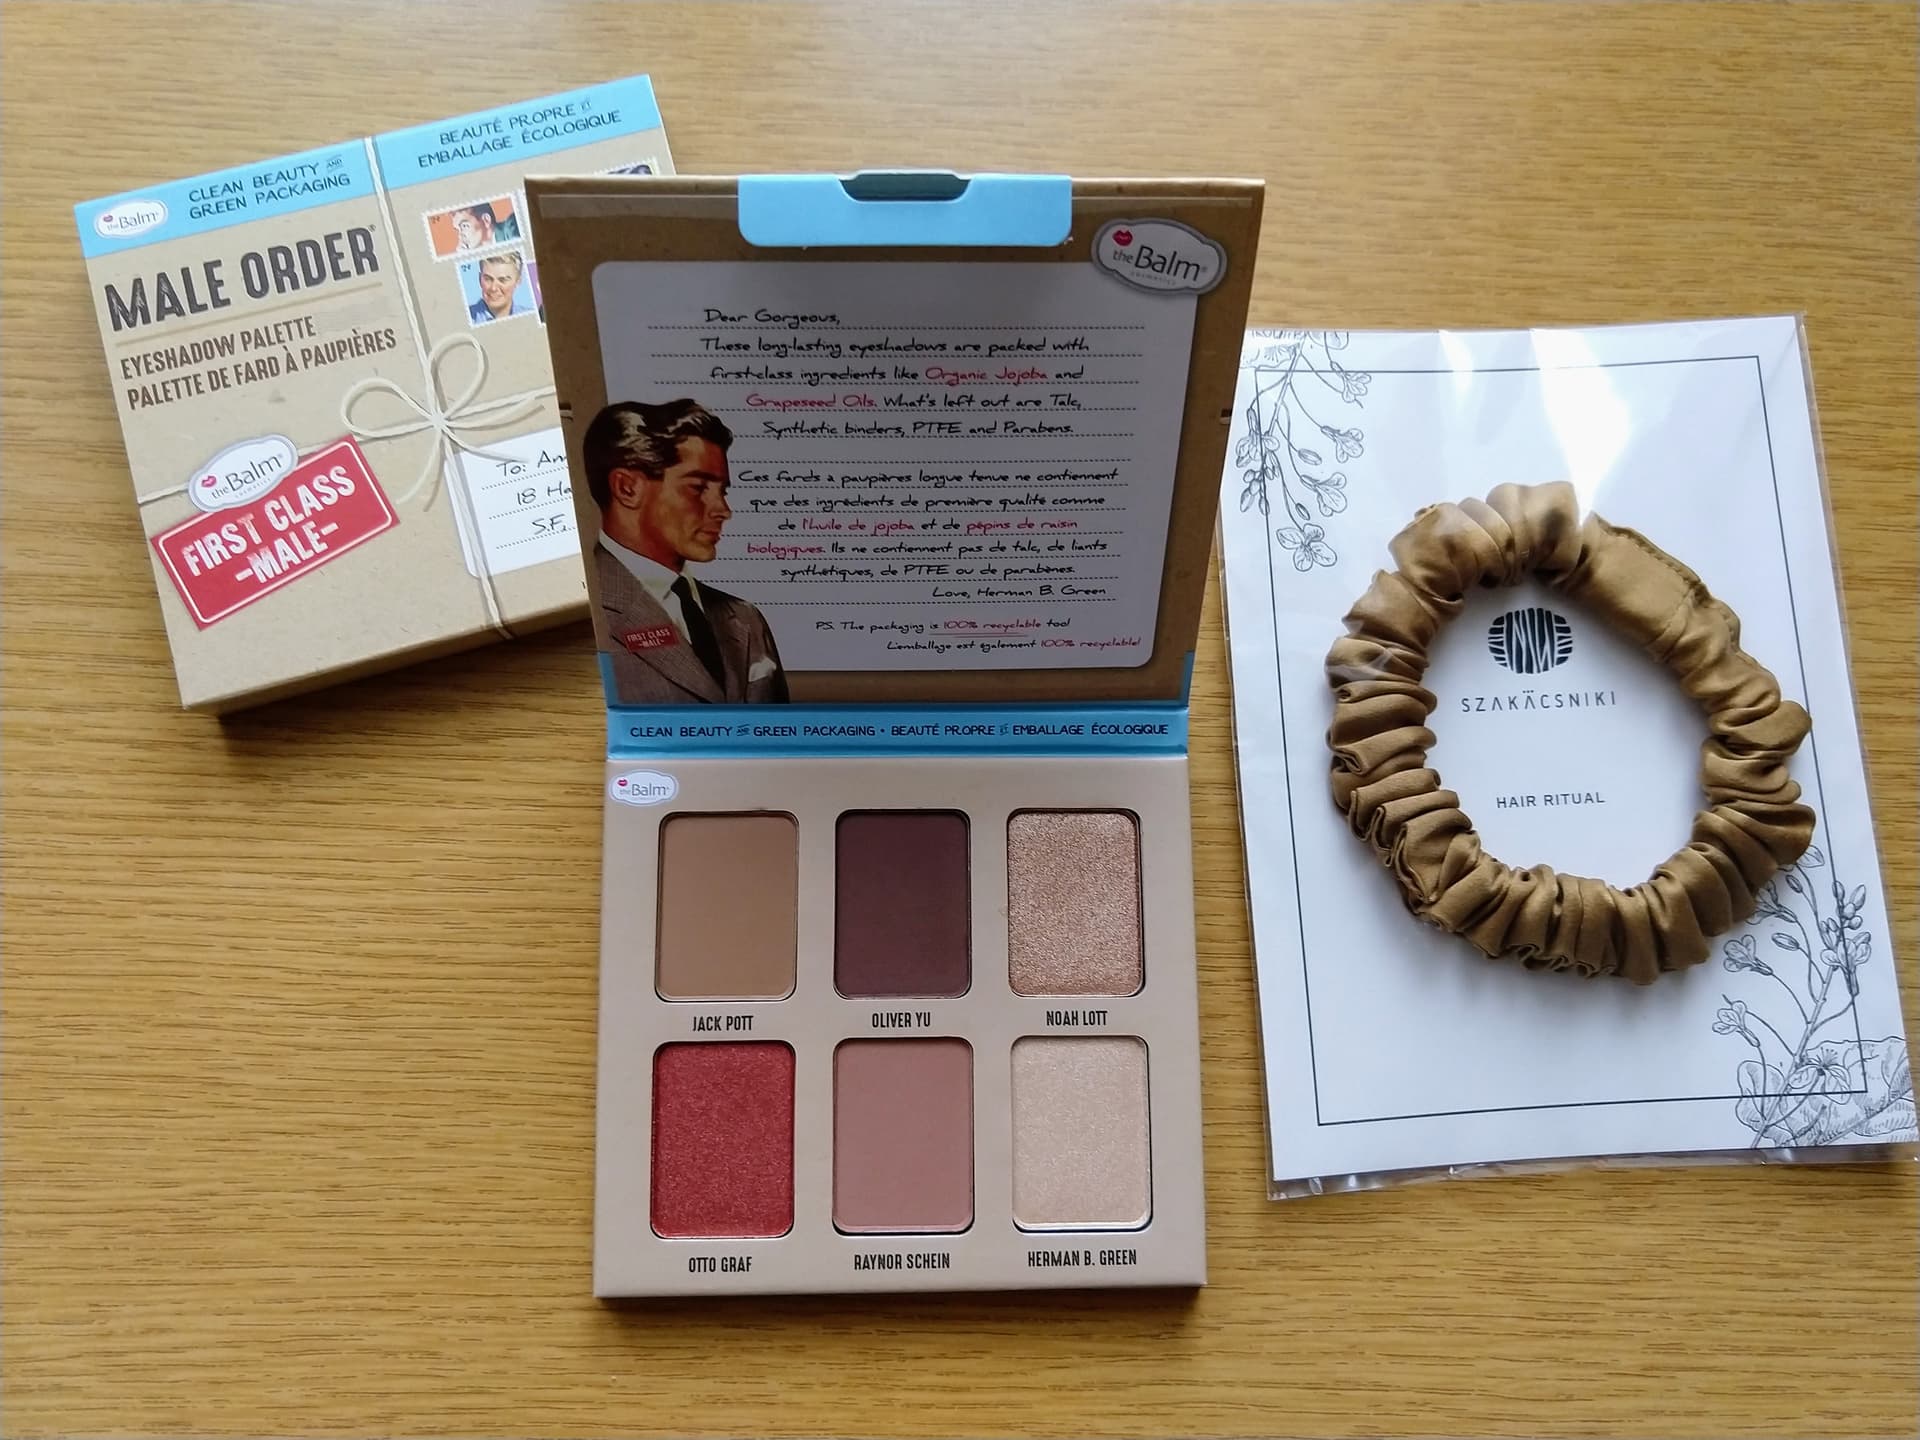 theBalm
CLEAN BEAUTY AND
GREEN PACKAGING
BEAUTÉ PROPRE ET
EMBALLAGE ÉCOLOGIQUE
MALE ORDER®
EYESHADOW PALETTE
PALETTE DE FARD À PAUPIÈRES
theBalm®
cosmetics
FIRST CLASS
-MALE-
To:
18
S.F.,
theBalm®
cosmetics
Dear Gorgeous,
These long-lasting eyeshadows are packed with
first-class ingredients like Organic Jojoba and
Grapeseed Oils. What's left out are Talc,
Synthetic binders, PTFE and Parabens.
Ces fards a paupières longue tenue ne contiennent
que des ingrédients de première qualité comme
de l'huile de jojoba et de pépins de raisin
biologiques. Ils ne contiennent pas de talc, de liants
synthétiques, de PTFE ou de parabènes.
Love, Herman B. Green
P.S. The packaging is 100% recyclable too!
L'emballage est également 100% recyclable!
FIRST CLASS
-MALE-
CLEAN BEAUTY AND GREEN PACKAGING • BEAUTÉ PROPRE ET EMBALLAGE ÉCOLOGIQUE
theBalm®
cosmetics
JACK POTT
OLIVER YU
NOAH LOTT
OTTO GRAF
RAYNOR SCHEIN
HERMAN B. GREEN
SZAKÄCSNIKI
HAIR RITUAL